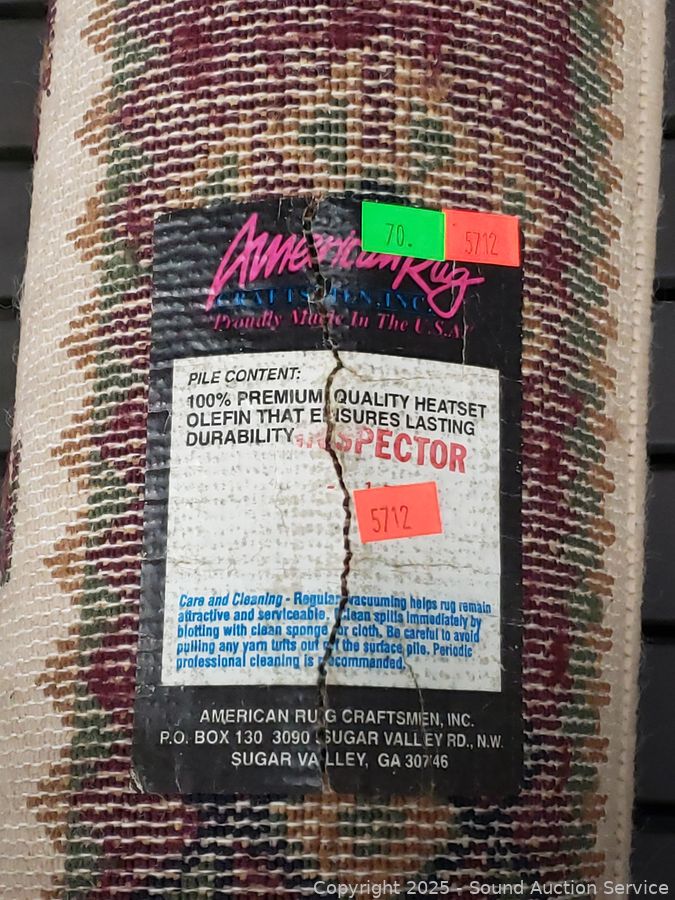 70.
5712
American Rug
CRAFTSMEN, INC.
"Proudly Made In The U.S.A."
PILE CONTENT:
100% PREMIUM QUALITY HEATSET
OLEFIN THAT ENSURES LASTING
DURABILITY.
INSPECTOR
5712
Care and Cleaning - Regular vacuuming helps rug remain
attractive and serviceable. Clean spills immediately by
blotting with clean sponge or cloth. Be careful to avoid
pulling any yarn tufts out of the surface pile. Periodic
professional cleaning is recommended.
AMERICAN RUG CRAFTSMEN, INC.
P.O. BOX 130 3090 SUGAR VALLEY RD., N.W.
SUGAR VALLEY, GA 30746
Copyright 2025 - Sound Auction Service